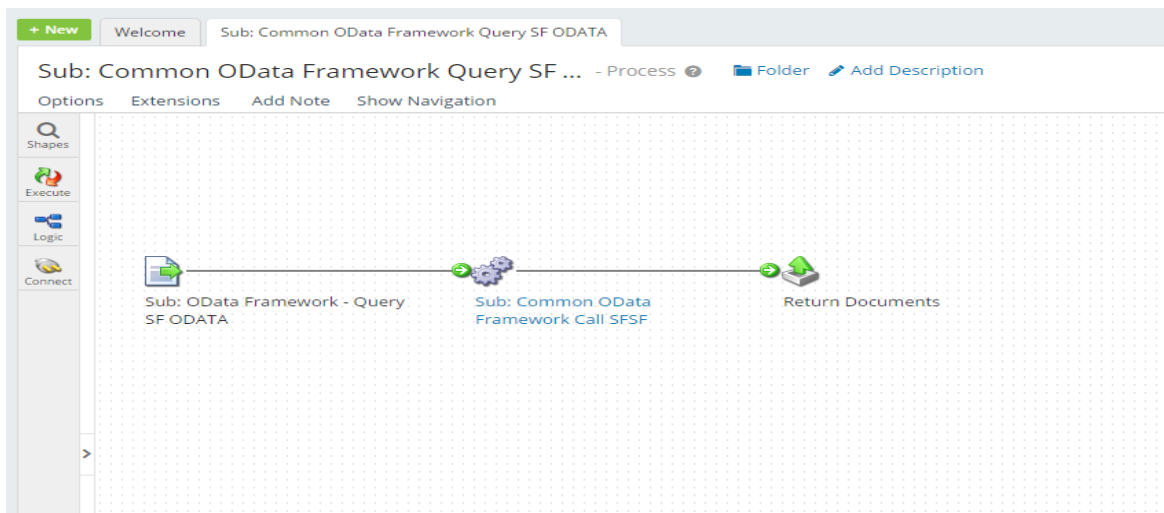 + New
Welcome
Sub: Common OData Framework Query SF ODATA
Sub: Common OData Framework Query SF ... - Process ? Folder Add Description
Options Extensions Add Note Show Navigation
Shapes
Execute
Logic
Connect
Sub: OData Framework - Query
SF ODATA
Sub: Common OData
Framework Call SFSF
Return Documents
>